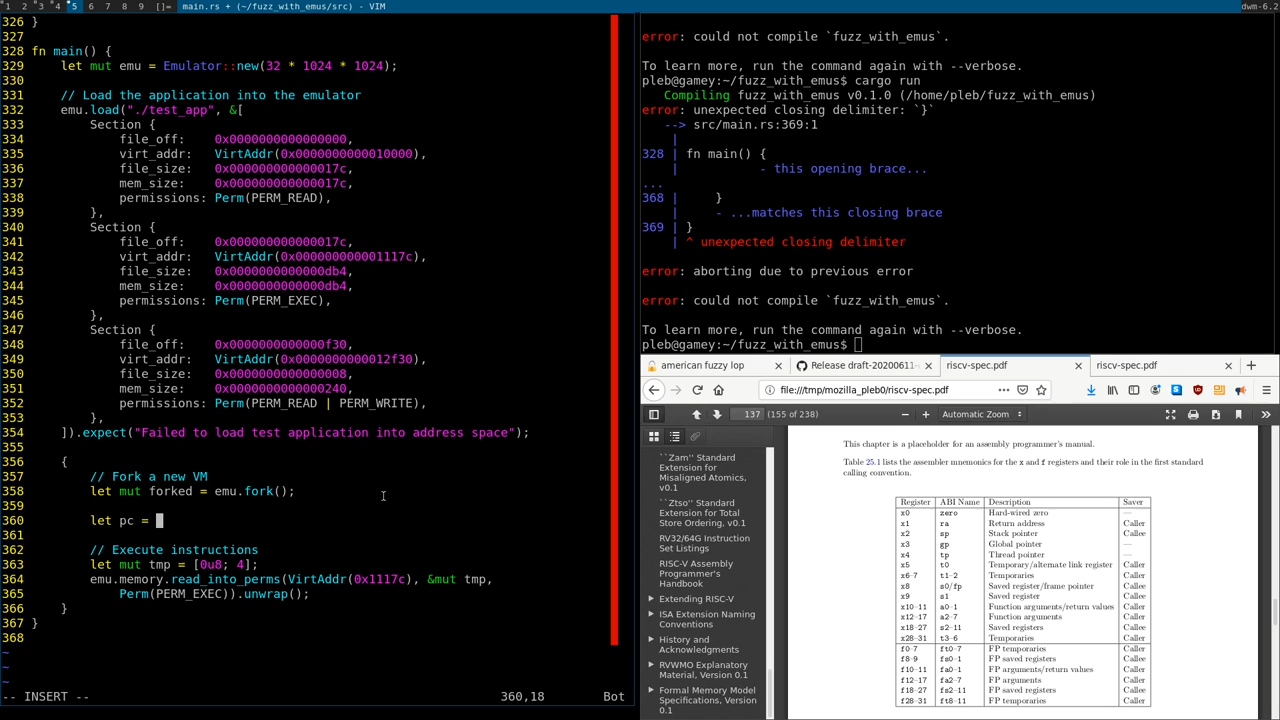 1 2 3 4 5 6 7 8 9 []= main.rs + (~/fuzz_with_emus/src) - VIM dwm-6.2
326 }
327
328 fn main() {
329     let mut emu = Emulator::new(32 * 1024 * 1024);
330
331     // Load the application into the emulator
332     emu.load("./test_app", &[
333         Section {
334             file_off:    0x0000000000000000,
335             virt_addr:   VirtAddr(0x0000000000010000),
336             file_size:   0x000000000000017c,
337             mem_size:    0x000000000000017c,
338             permissions: Perm(PERM_READ),
339         },
340         Section {
341             file_off:    0x000000000000017c,
342             virt_addr:   VirtAddr(0x000000000001117c),
343             file_size:   0x0000000000000db4,
344             mem_size:    0x0000000000000db4,
345             permissions: Perm(PERM_EXEC),
346         },
347         Section {
348             file_off:    0x0000000000000f30,
349             virt_addr:   VirtAddr(0x0000000000012f30),
350             file_size:   0x0000000000000008,
351             mem_size:    0x0000000000000240,
352             permissions: Perm(PERM_READ | PERM_WRITE),
353         },
354     ]).expect("Failed to load test application into address space");
355
356     {
357         // Fork a new VM
358         let mut forked = emu.fork();
359
360         let pc =
361
362         // Execute instructions
363         let mut tmp = [0u8; 4];
364         emu.memory.read_into_perms(VirtAddr(0x1117c), &mut tmp,
365             Perm(PERM_EXEC)).unwrap();
366     }
367 }
368
~
~
~
-- INSERT -- 360,18 Bot
error: could not compile `fuzz_with_emus`.
To learn more, run the command again with --verbose.
pleb@gamey:~/fuzz_with_emus$ cargo run
   Compiling fuzz_with_emus v0.1.0 (/home/pleb/fuzz_with_emus)
error: unexpected closing delimiter: `}`
   --> src/main.rs:369:1
    |
328 | fn main() {
    |           - this opening brace...
...
368 |     }
    |     - ...matches this closing brace
369 | }
    | ^ unexpected closing delimiter
error: aborting due to previous error
error: could not compile `fuzz_with_emus`.
To learn more, run the command again with --verbose.
pleb@gamey:~/fuzz_with_emus$
american fuzzy lop Release draft-20200611- riscv-spec.pdf riscv-spec.pdf
file:///tmp/mozilla_pleb0/riscv-spec.pdf
137 (155 of 238) Automatic Zoom
``Zam'' Standard
Extension for
Misaligned Atomics,
v0.1
``Ztso'' Standard
Extension for Total
Store Ordering, v0.1
RV32/64G Instruction
Set Listings
RISC-V Assembly
Programmer's
Handbook
Extending RISC-V
ISA Extension Naming
Conventions
History and
Acknowledgments
RVWMO Explanatory
Material, Version 0.1
Formal Memory Model
Specifications, Version
0.1
This chapter is a placeholder for an assembly programmer's manual.
Table 25.1 lists the assembler mnemonics for the x and f registers and their role in the first standard
calling convention.
Register ABI Name Description Saver
x0 zero Hard-wired zero —
x1 ra Return address Caller
x2 sp Stack pointer Callee
x3 gp Global pointer —
x4 tp Thread pointer —
x5 t0 Temporary/alternate link register Caller
x6–7 t1–2 Temporaries Caller
x8 s0/fp Saved register/frame pointer Callee
x9 s1 Saved register Callee
x10–11 a0–1 Function arguments/return values Caller
x12–17 a2–7 Function arguments Caller
x18–27 s2–11 Saved registers Callee
x28–31 t3–6 Temporaries Caller
f0–7 ft0–7 FP temporaries Caller
f8–9 fs0–1 FP saved registers Callee
f10–11 fa0–1 FP arguments/return values Caller
f12–17 fa2–7 FP arguments Caller
f18–27 fs2–11 FP saved registers Callee
f28–31 ft8–11 FP temporaries Caller